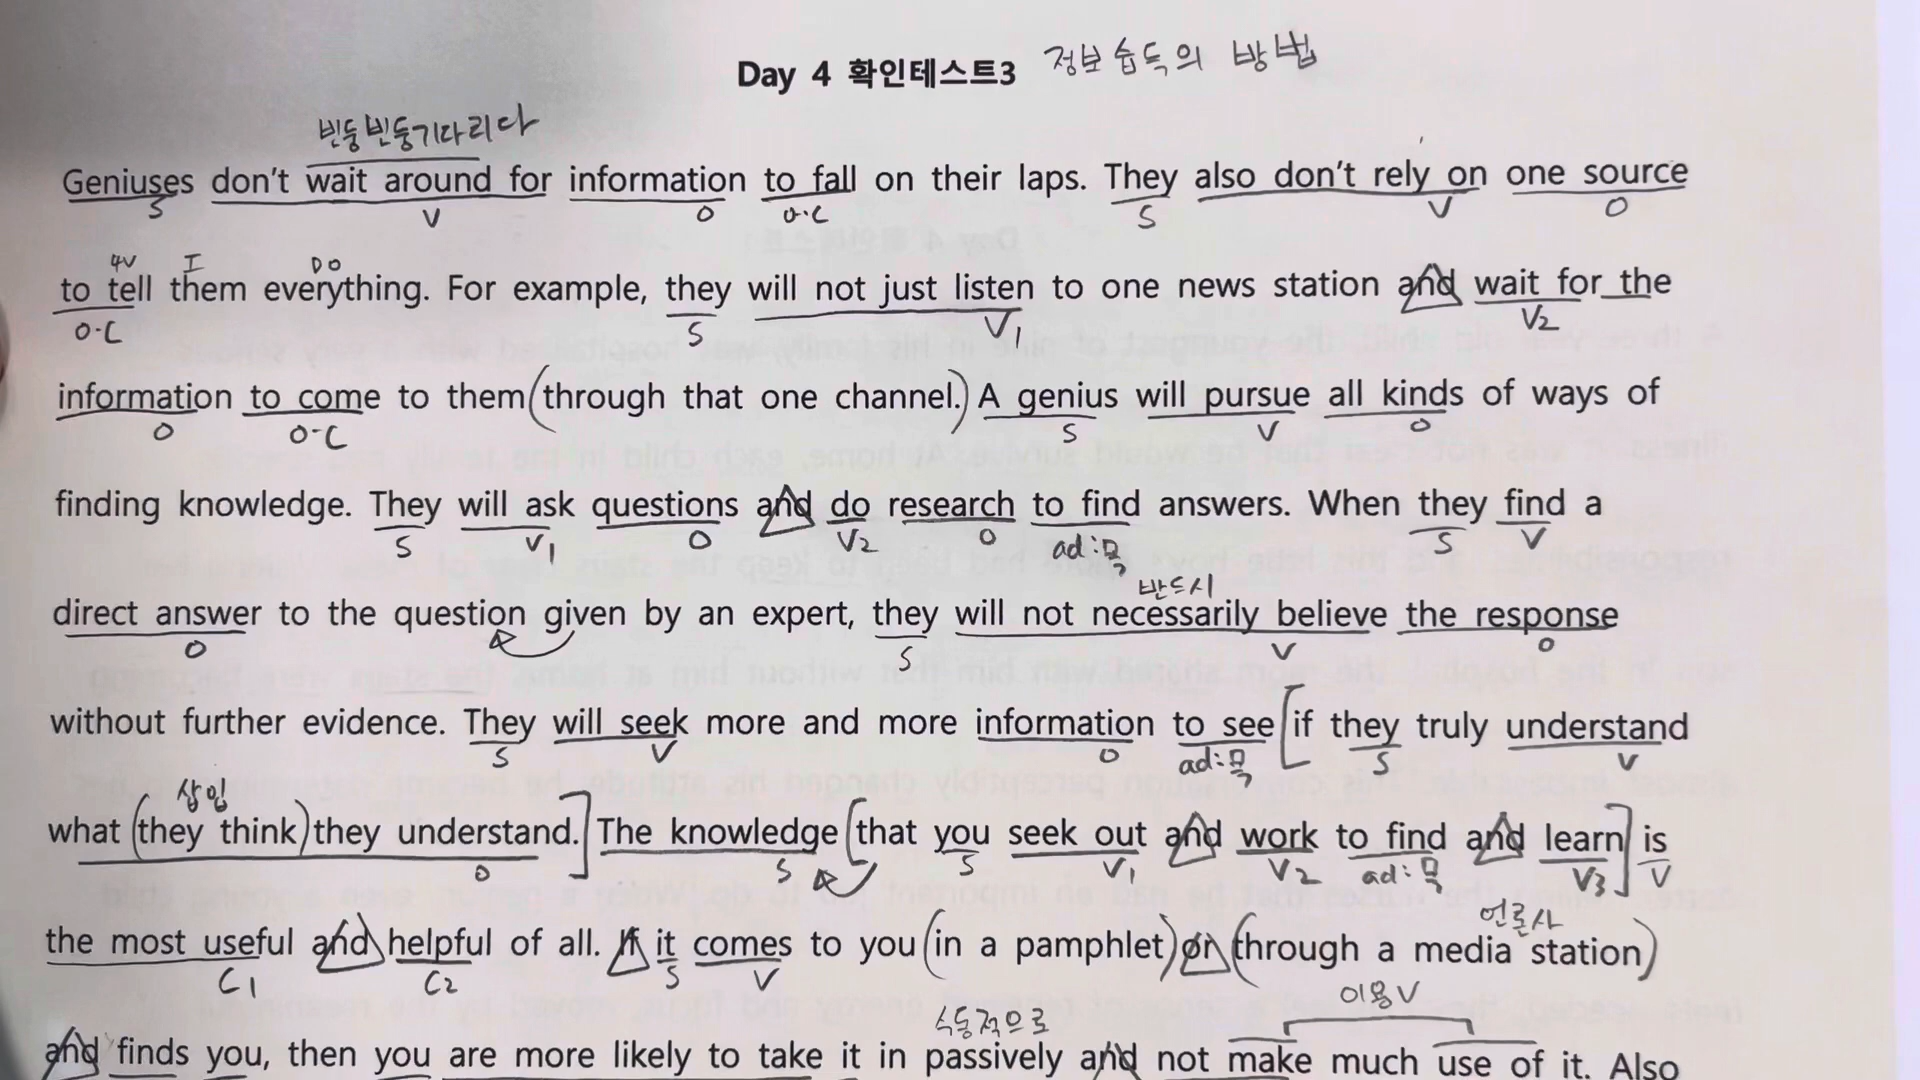 Day 4 확인테스트3 정보습득의 방법
빈둥빈둥기다리다
Geniuses don't wait around for information to fall on their laps. They also don't rely on one source
S V O O·C S V O
4V I DO
to tell them everything. For example, they will not just listen to one news station and wait for the
O·C S V1 V2
information to come to them (through that one channel.) A genius will pursue all kinds of ways of
O O·C S V O
finding knowledge. They will ask questions and do research to find answers. When they find a
S V1 O V2 O ad:목 S V
반드시
direct answer to the question given by an expert, they will not necessarily believe the response
O S V O
without further evidence. They will seek more and more information to see [if they truly understand
S V O ad:목 S V
삽입
what (they think) they understand.] The knowledge [that you seek out and work to find and learn] is
O S S V1 V2 ad:목 V3 V
언론사
the most useful and helpful of all. If it comes to you (in a pamphlet) or (through a media station)
C1 C2 S V
이용V
수동적으로
and finds you, then you are more likely to take it in passively and not make much use of it. Also